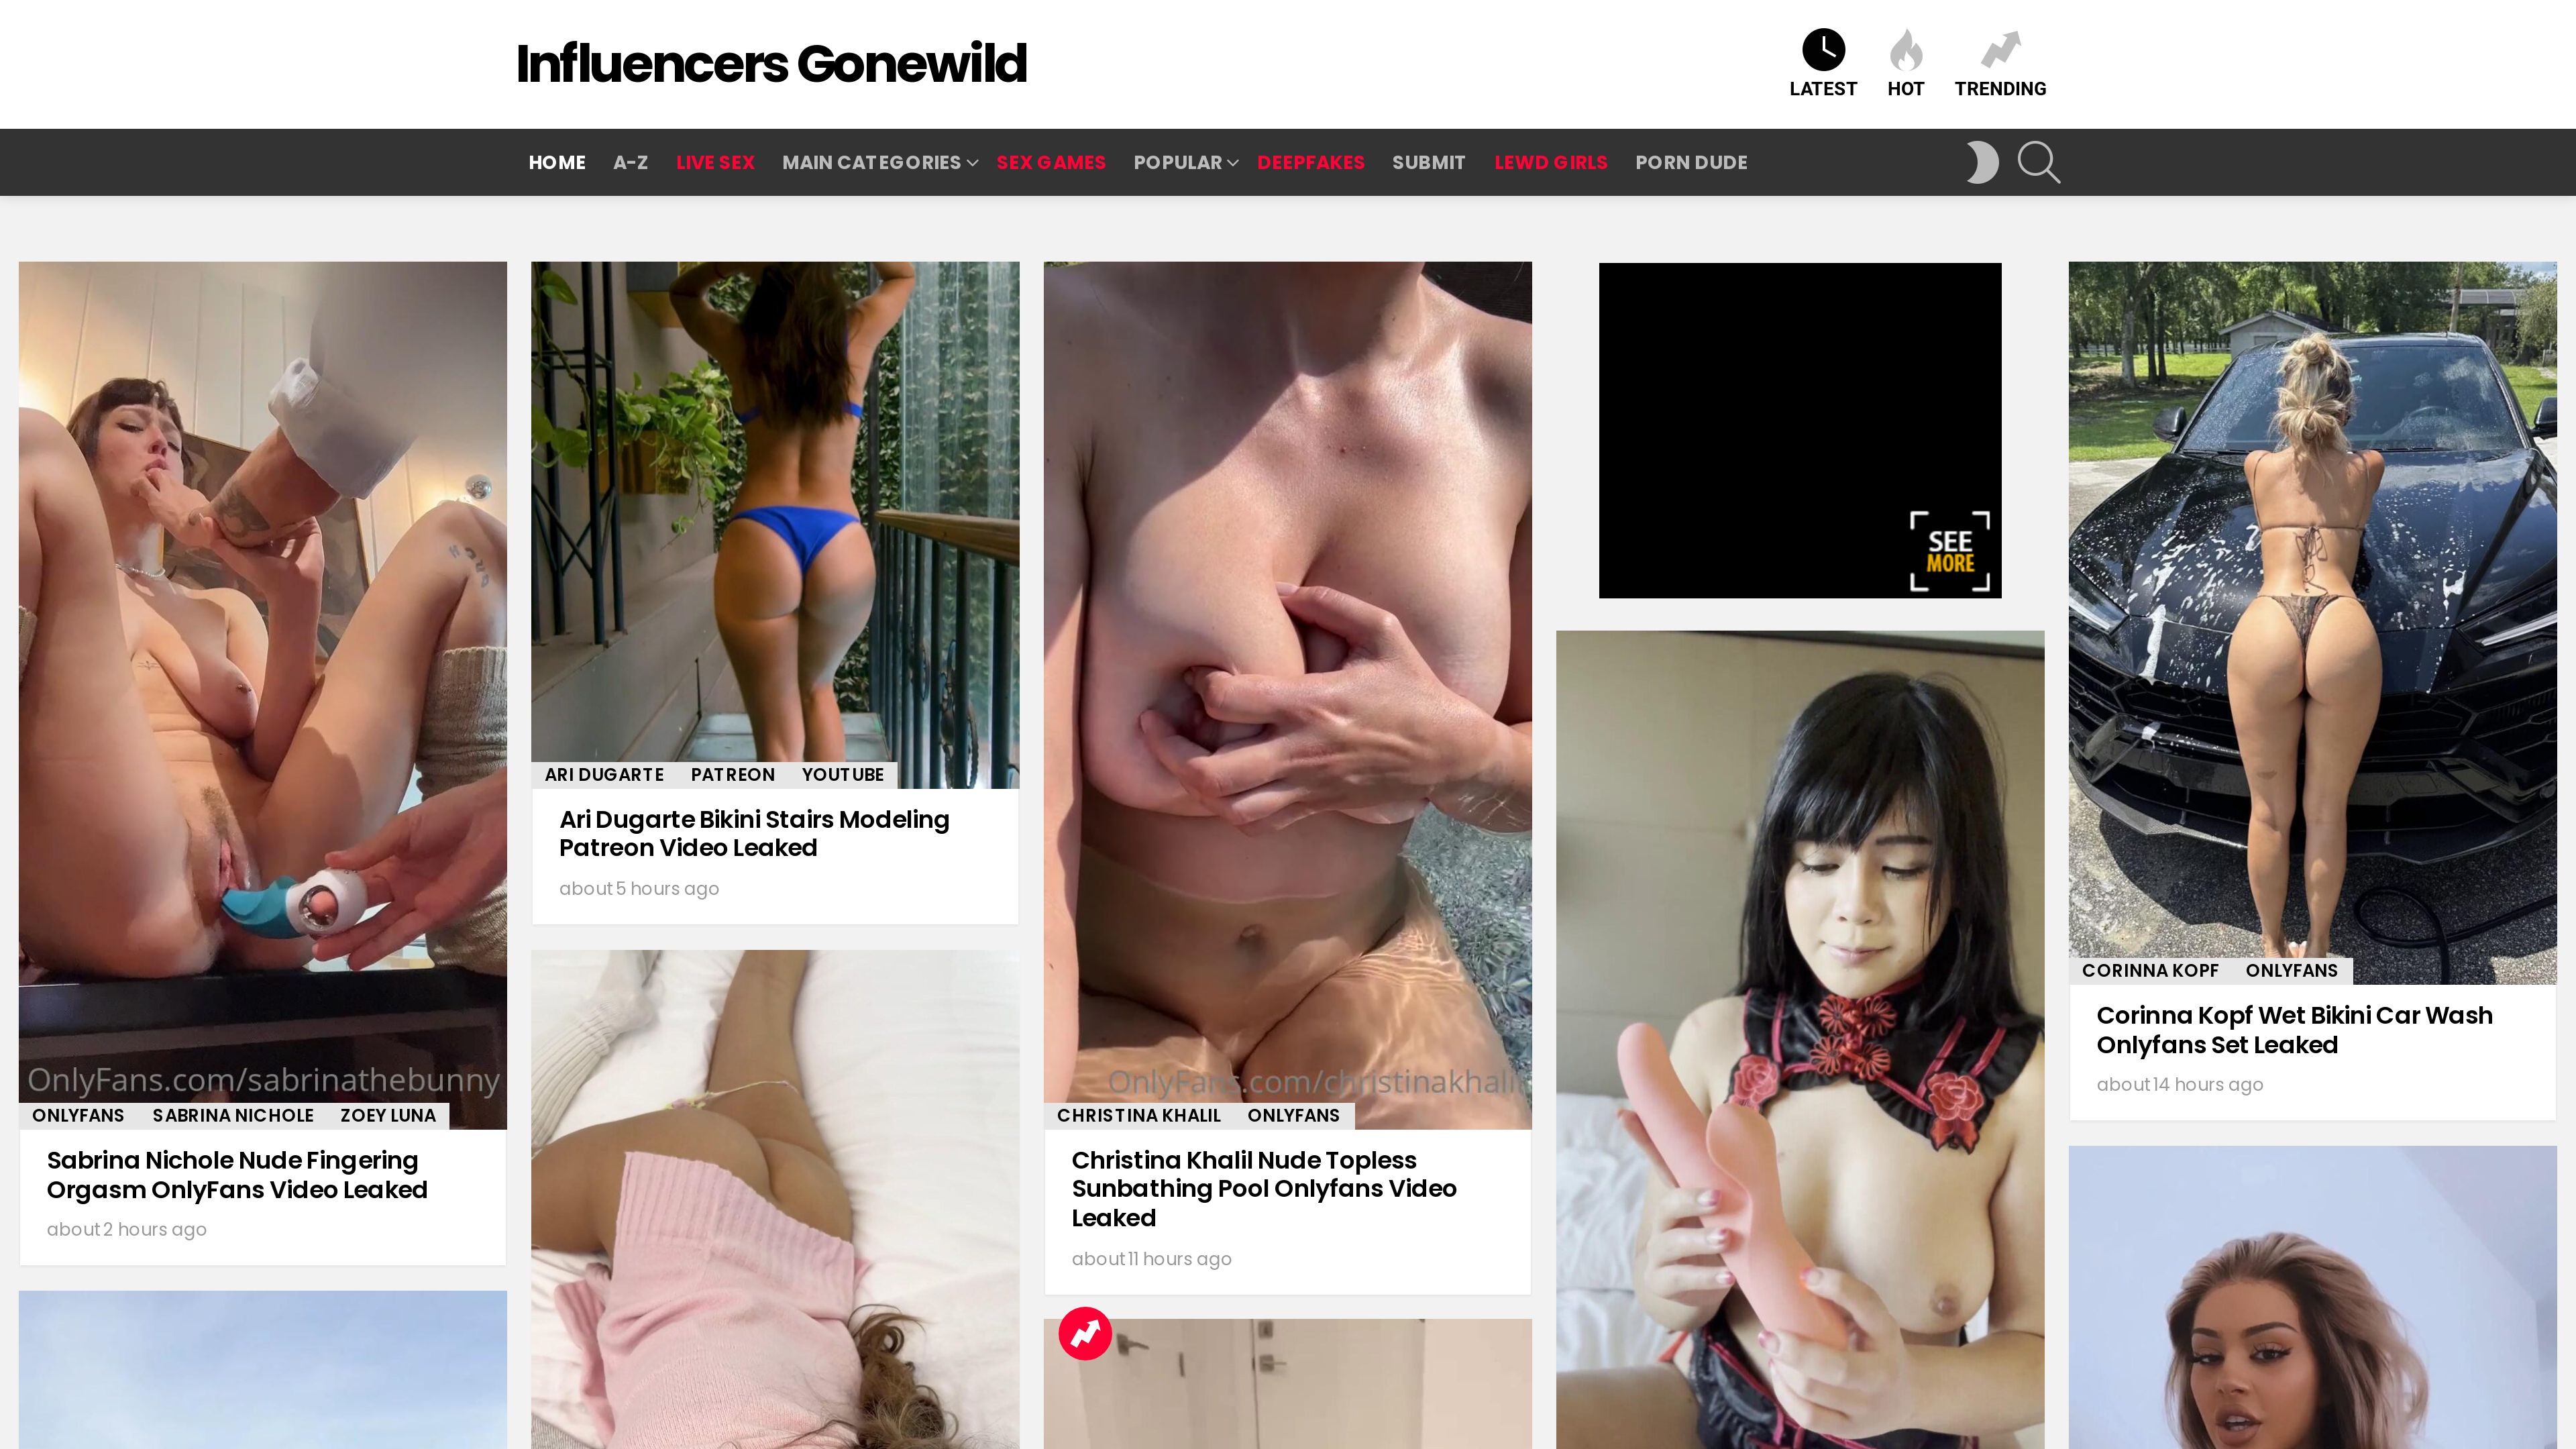 Influencers Gonewild
LATEST
HOT
TRENDING
HOME
A-Z
LIVE SEX
MAIN CATEGORIES
SEX GAMES
POPULAR
DEEPFAKES
SUBMIT
LEWD GIRLS
PORN DUDE
OnlyFans.com/sabrinathebunny
ONLYFANS SABRINA NICHOLE ZOEY LUNA
Sabrina Nichole Nude Fingering
Orgasm OnlyFans Video Leaked
about 2 hours ago
ARI DUGARTE PATREON YOUTUBE
Ari Dugarte Bikini Stairs Modeling
Patreon Video Leaked
about 5 hours ago
OnlyFans.com/christinakhalil
CHRISTINA KHALIL ONLYFANS
Christina Khalil Nude Topless
Sunbathing Pool Onlyfans Video
Leaked
about 11 hours ago
SEE
MORE
CORINNA KOPF ONLYFANS
Corinna Kopf Wet Bikini Car Wash
Onlyfans Set Leaked
about 14 hours ago